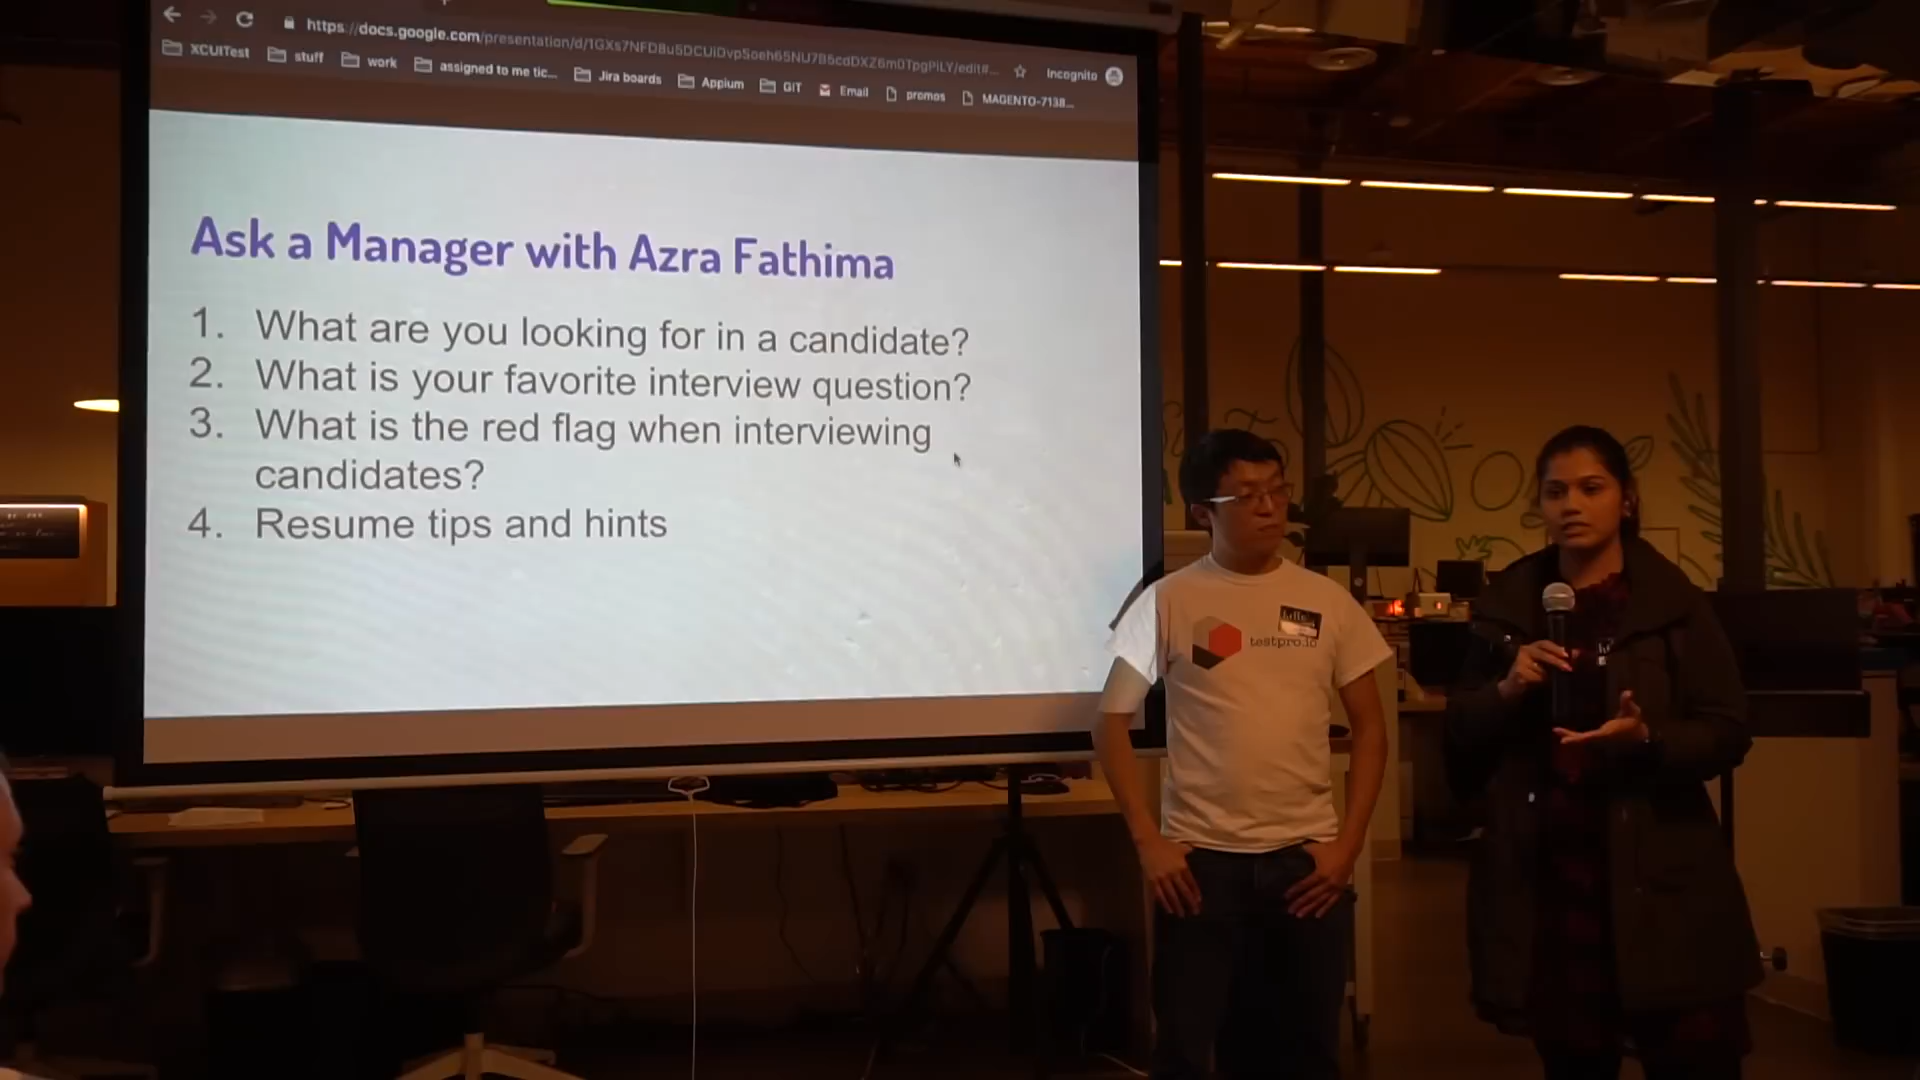 https://docs.google.com/presentation/d/1GXs7NFD8u5DCUiDvp5oeh65NU7B5cdDXZ6m0TpgPiLY/edit#...
Incognito
XCUITest
stuff
work
assigned to me tic...
Jira boards
Appium
GIT
Email
promos
MAGENTO-7138...
Ask a Manager with Azra Fathima
1. What are you looking for in a candidate?
2. What is your favorite interview question?
3. What is the red flag when interviewing
candidates?
4. Resume tips and hints
hello
testpro.io